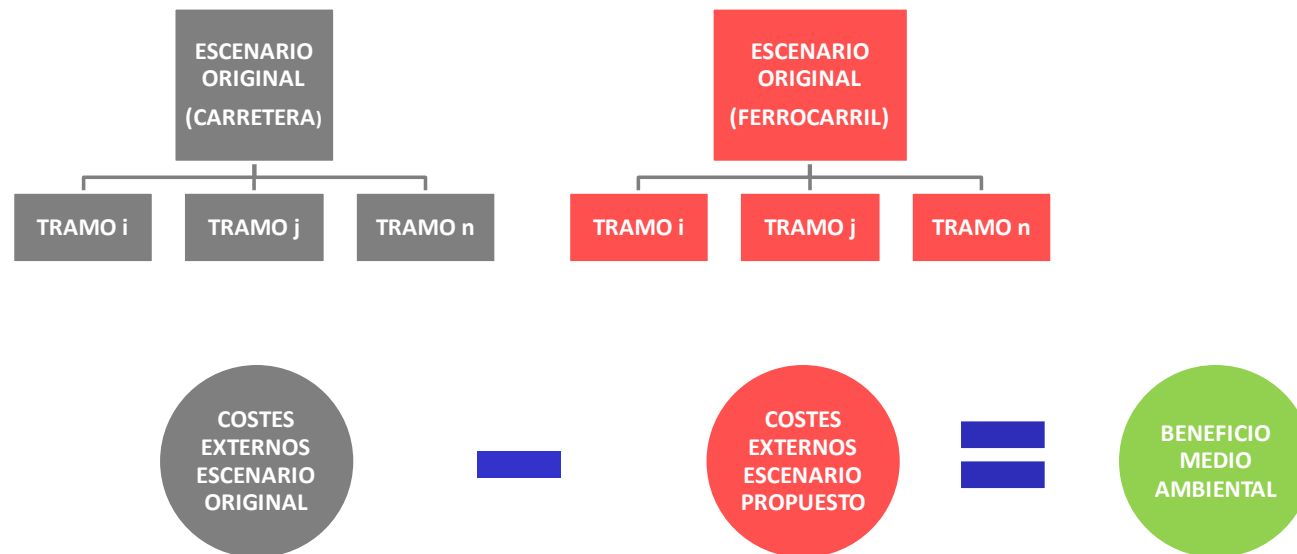 ESCENARIO
ORIGINAL
(CARRETERA)
TRAMO i
TRAMO j
TRAMO n
ESCENARIO
ORIGINAL
(FERROCARRIL)
TRAMO i
TRAMO j
TRAMO n
COSTES
EXTERNOS
ESCENARIO
ORIGINAL
COSTES
EXTERNOS
ESCENARIO
PROPUESTO
BENEFICIO
MEDIO
AMBIENTAL